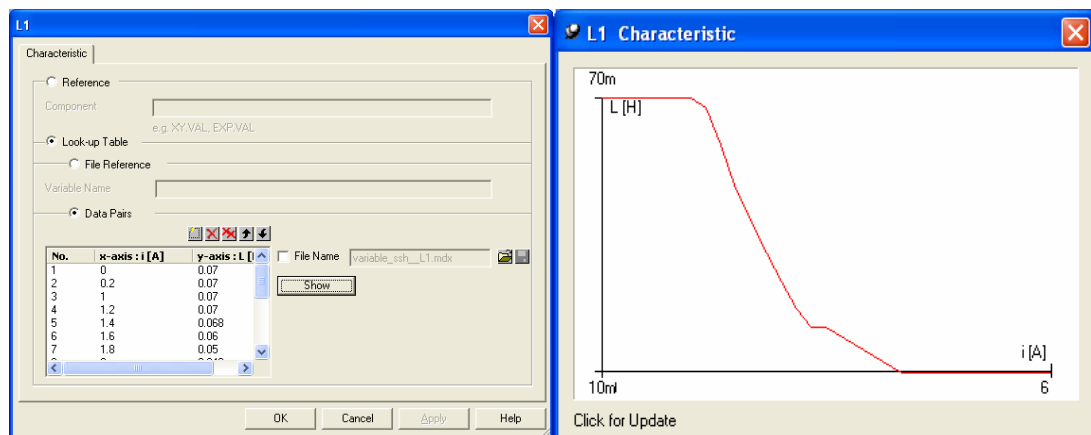 L1
Characteristic
Reference
Component
e.g. XY.VAL, EXP.VAL
Look-up Table
File Reference
Variable Name
Data Pairs
No. x-axis : i [A] y-axis : L [
1 0 0.07
2 0.2 0.07
3 1 0.07
4 1.2 0.07
5 1.4 0.068
6 1.6 0.06
7 1.8 0.05
File Name variable_ssh__L1.mdx
Show
OK Cancel Apply Help
L1 Characteristic
70m
L [H]
i [A]
10m 6
Click for Update